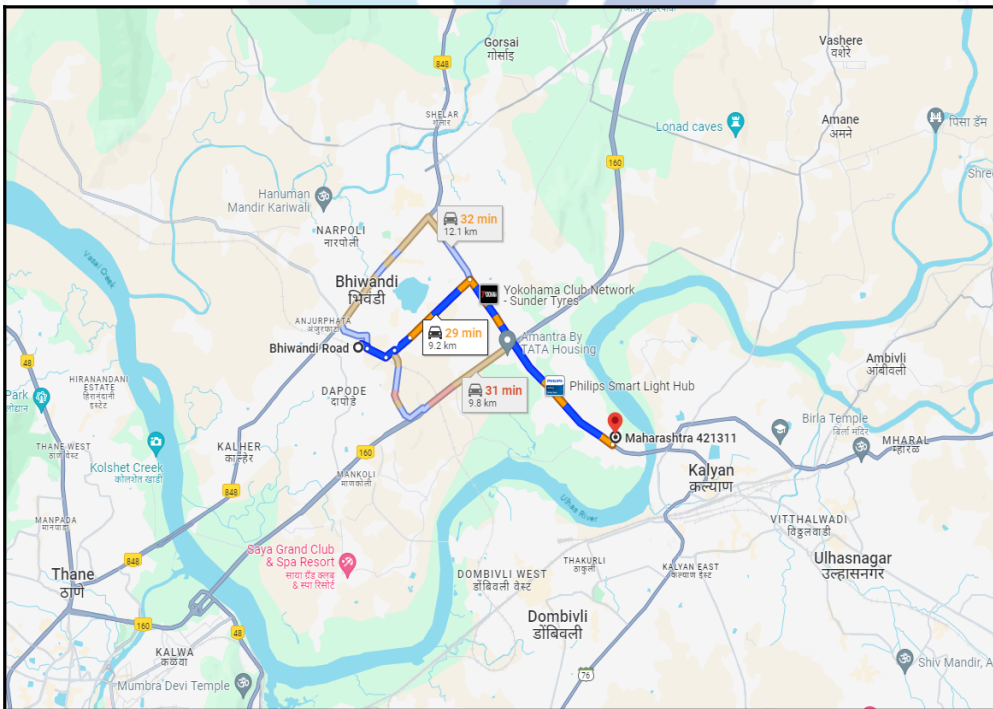 Gorsai
गोरसाई
Vashere
वशेरे
848
SHELAR
शेलार
Lonad caves
Amane
अमने
पिसा डॅम
160
Shree
Hanuman
Mandir Kariwali
NARPOLI
नारपोली
32 min
12.1 km
Bhiwandi
भिवंडी
Yokohama Club Network
- Sunder Tyres
ANJURPHATA
अंजुरफाटा
29 min
9.2 km
Bhiwandi Road
Amantra By
TATA Housing
48
HIRANANDANI
ESTATE
हिरानंदानी
इस्टेट
Park
DAPODE
दापोडे
31 min
9.8 km
Philips Smart Light Hub
Ambivli
आंबीवली
Vasai Creek
THANE WEST
ठाणे वेस्ट
Kolshet Creek
कोलशेत खाडी
KALHER
काल्हेर
160
Maharashtra 421311
Birla Temple
बिर्ला मंदिर
MHARAL
म्हारळ
848
MANKOLI
माणकोली
Kalyan
कल्याण
Ulhas River
MANPADA
मानपाडा
VITTHALWADI
विठ्ठलवाडी
848
Saya Grand Club
& Spa Resort
साया ग्रँड क्लब
& स्पा रिसॉर्ट
Thane
ठाणे
DOMBIVLI WEST
डोंबिवली वेस्ट
THAKURLI
ठाकुर्ली
KALYAN EAST
कल्याण ईस्ट
Ulhasnagar
उल्हासनगर
160
48
Dombivli
डोंबिवली
KALWA
कळवा
Mumbra Devi Temple
76
Shiv Mandir, A